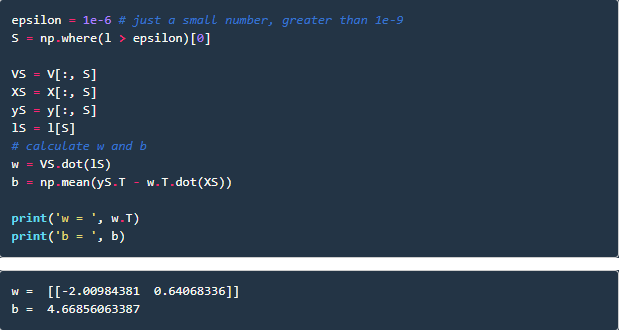 epsilon = 1e-6 # just a small number, greater than 1e-9
S = np.where(l > epsilon)[0]
VS = V[:, S]
XS = X[:, S]
yS = y[:, S]
lS = l[S]
# calculate w and b
w = VS.dot(lS)
b = np.mean(yS.T - w.T.dot(XS))
print('w = ', w.T)
print('b = ', b)
w =  [[-2.00984381  0.64068336]]
b =  4.66856063387